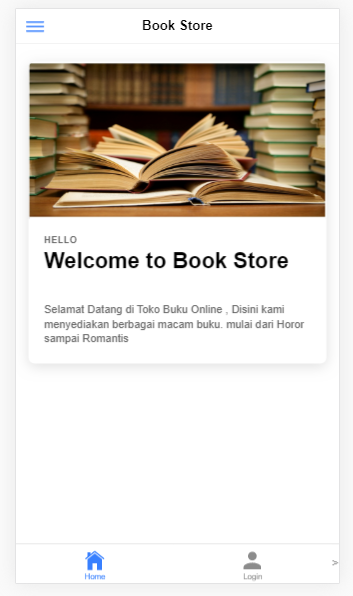 Book Store
HELLO
Welcome to Book Store
Selamat Datang di Toko Buku Online , Disini kami
menyediakan berbagai macam buku. mulai dari Horor
sampai Romantis
Home
Login
>